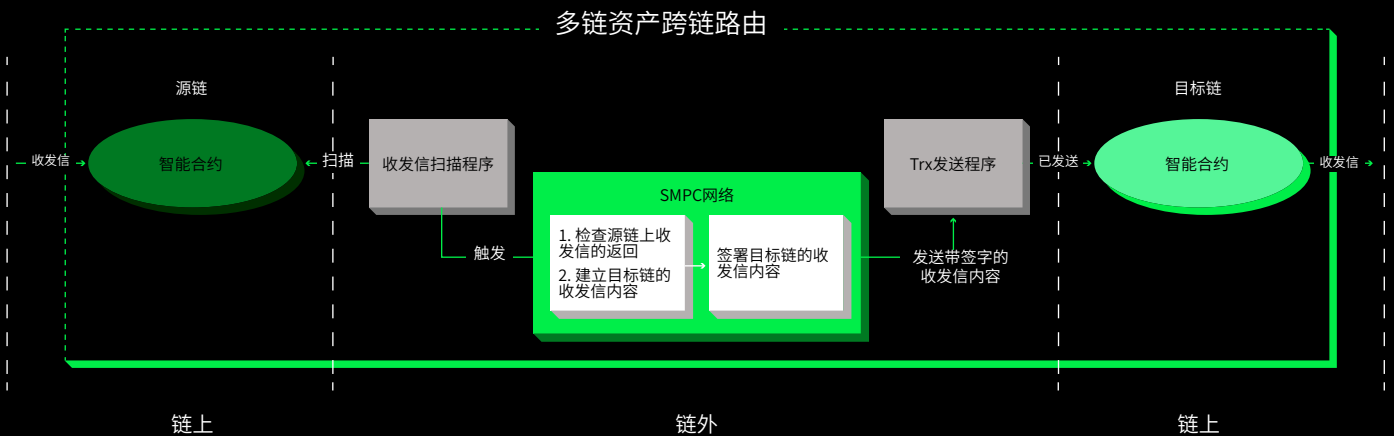 多链资产跨链路由
源链
目标链
收发信
智能合约
扫描
收发信扫描程序
Trx发送程序
已发送
智能合约
收发信
SMPC网络
1. 检查源链上收
发信的返回
2. 建立目标链的
收发信内容
签署目标链的收
发信内容
触发
发送带签字的
收发信内容
链上
链外
链上